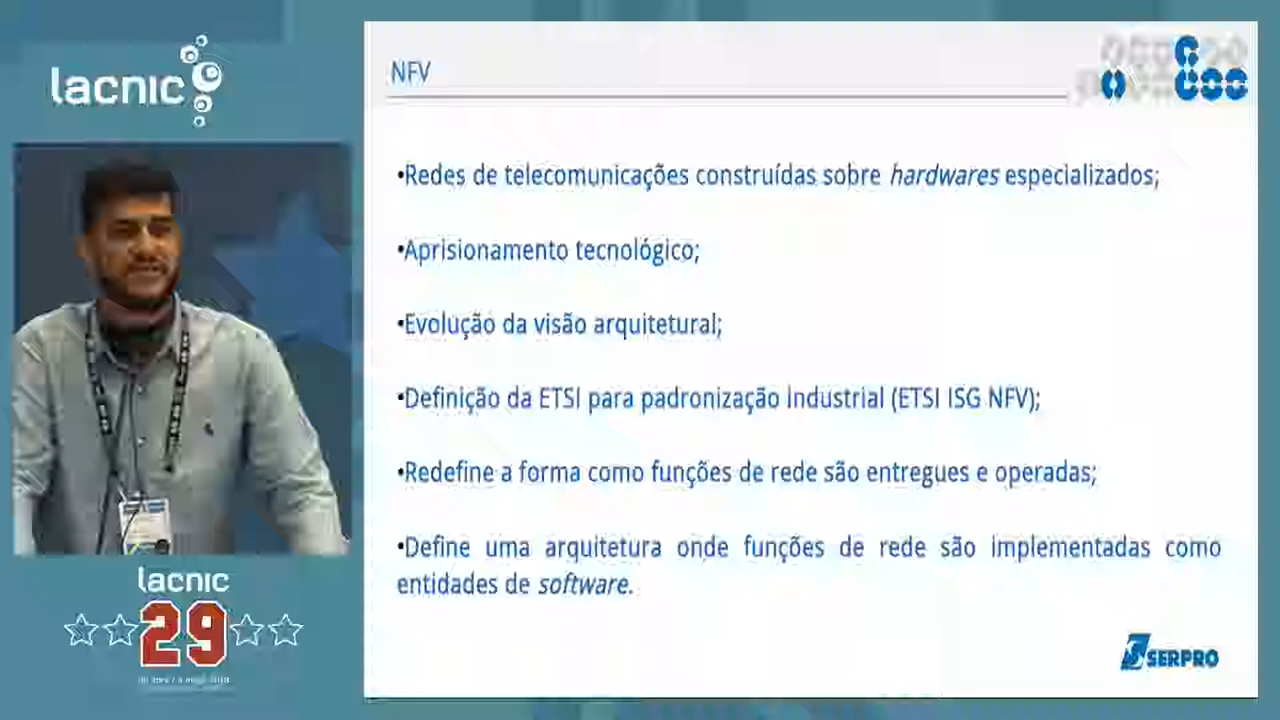 lacnic
NFV
•Redes de telecomunicações construídas sobre hardwares especializados;
•Aprisionamento tecnológico;
•Evolução da visão arquitetural;
•Definição da ETSI para padronização industrial (ETSI ISG NFV);
•Redefine a forma como funções de rede são entregues e operadas;
•Define uma arquitetura onde funções de rede são implementadas como
entidades de software.
lacnic
29
SERPRO